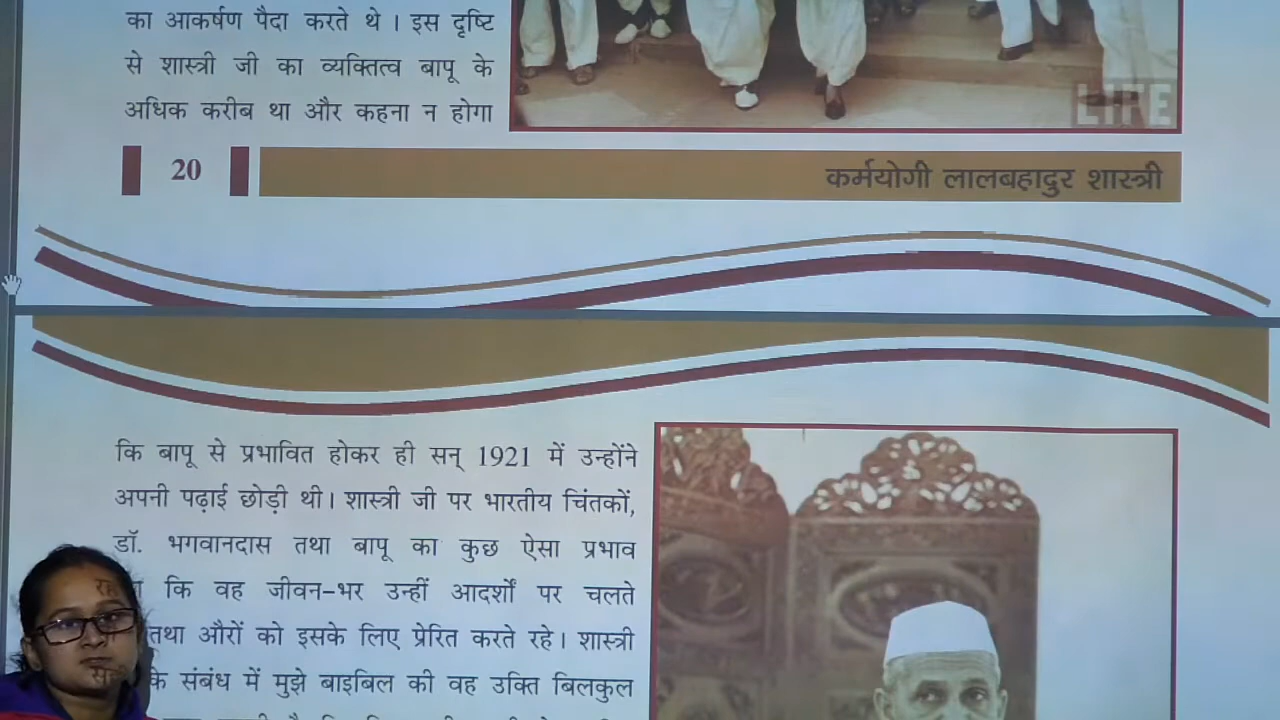 का आकर्षण पैदा करते थे। इस दृष्टि
से शास्त्री जी का व्यक्तित्व बापू के
अधिक करीब था और कहना न होगा
LIFE
20
कर्मयोगी लालबहादुर शास्त्री
कि बापू से प्रभावित होकर ही सन् 1921 में उन्होंने
अपनी पढ़ाई छोड़ी थी। शास्त्री जी पर भारतीय चिंतकों,
डॉ. भगवानदास तथा बापू का कुछ ऐसा प्रभाव
कि वह जीवन-भर उन्हीं आदर्शों पर चलते
तथा औरों को इसके लिए प्रेरित करते रहे। शास्त्री
के संबंध में मुझे बाइबिल की वह उक्ति बिलकुल